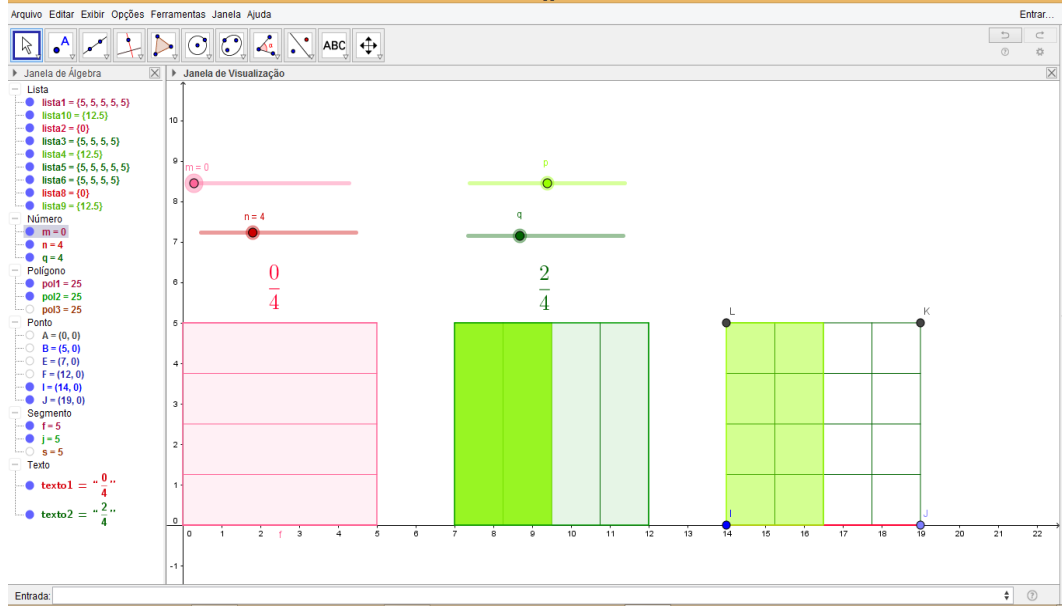 Arquivo Editar Exibir Opções Ferramentas Janela Ajuda Entrar...
ABC
Janela de Álgebra
Janela de Visualização
Lista
lista1 = {5, 5, 5, 5, 5}
lista10 = {12.5}
lista2 = {0}
lista3 = {5, 5, 5, 5}
lista4 = {12.5}
lista5 = {5, 5, 5, 5, 5}
lista6 = {5, 5, 5, 5}
lista8 = {0}
lista9 = {12.5}
Número
m = 0
n = 4
q = 4
Polígono
pol1 = 25
pol2 = 25
pol3 = 25
Ponto
A = (0, 0)
B = (5, 0)
E = (7, 0)
F = (12, 0)
I = (14, 0)
J = (19, 0)
Segmento
f = 5
j = 5
s = 5
Texto
texto1 = “0/4”
texto2 = “2/4”
m = 0
p
n = 4
q
0
4
2
4
L
K
I
J
f
10
9
8
7
6
5
4
3
2
1
0
-1
0 1 2 3 4 5 6 7 8 9 10 11 12 13 14 15 16 17 18 19 20 21 22
Entrada: